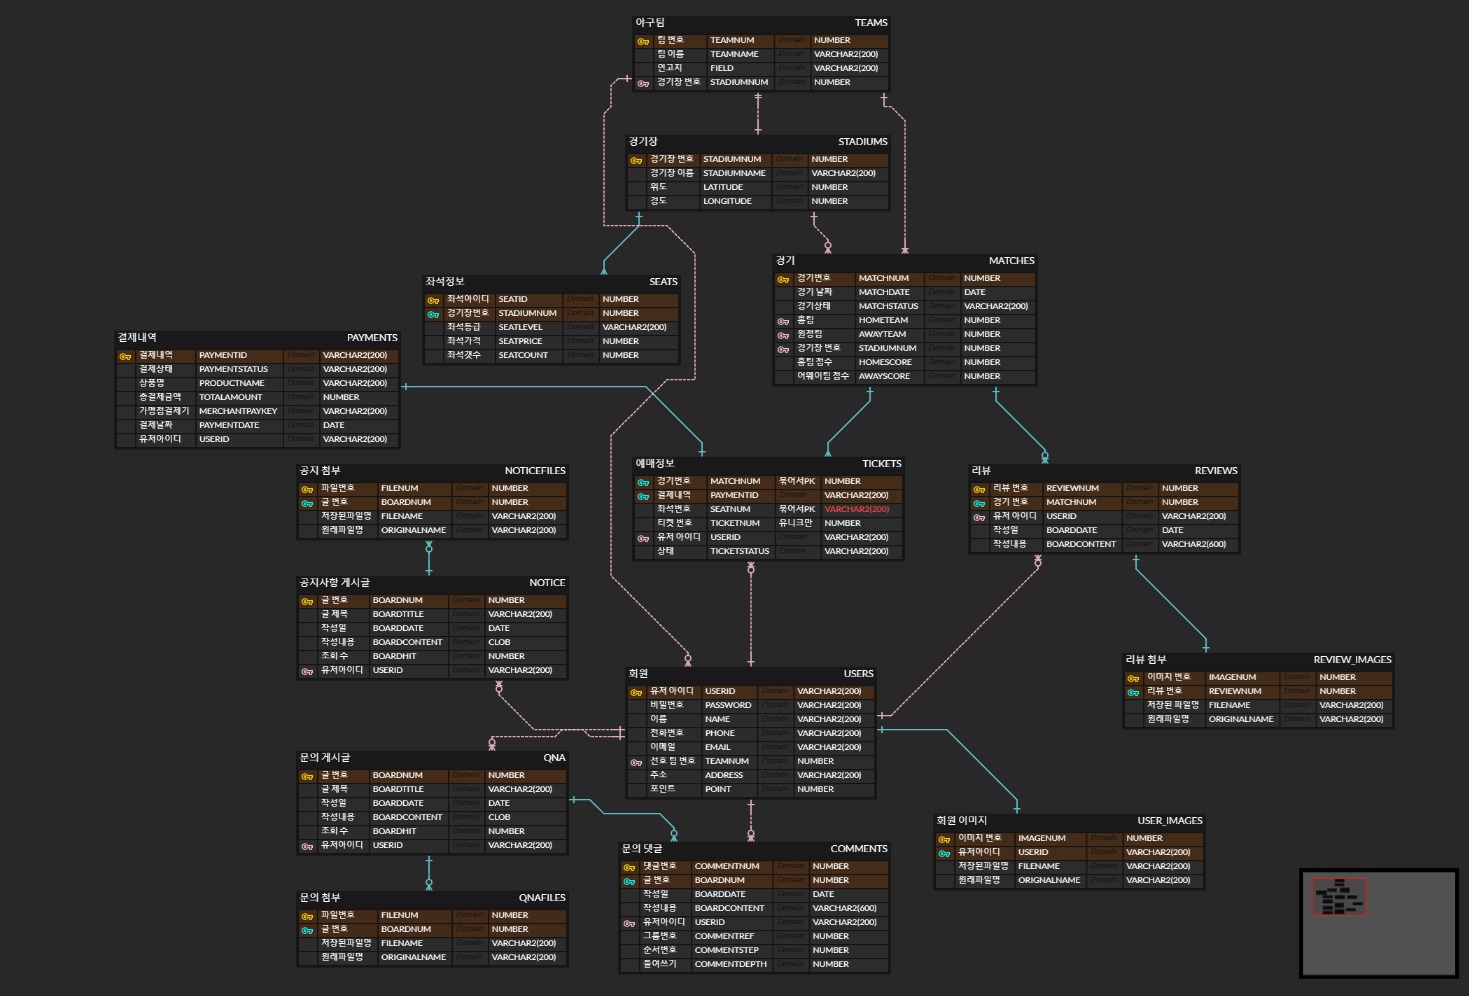 야구팀 TEAMS
팀 번호 TEAMNUM Domain NUMBER
팀 이름 TEAMNAME Domain VARCHAR2(200)
연고지 FIELD Domain VARCHAR2(200)
경기장 번호 STADIUMNUM Domain NUMBER
경기장 STADIUMS
경기장 번호 STADIUMNUM Domain NUMBER
경기장 이름 STADIUMNAME Domain VARCHAR2(200)
위도 LATITUDE Domain NUMBER
경도 LONGITUDE Domain NUMBER
경기 MATCHES
경기번호 MATCHNUM Domain NUMBER
경기 날짜 MATCHDATE Domain DATE
경기상태 MATCHSTATUS Domain VARCHAR2(200)
홈팀 HOMETEAM Domain NUMBER
원정팀 AWAYTEAM Domain NUMBER
경기장 번호 STADIUMNUM Domain NUMBER
홈팀 점수 HOMESCORE Domain NUMBER
어웨이팀 점수 AWAYSCORE Domain NUMBER
좌석정보 SEATS
좌석아이디 SEATID Domain NUMBER
경기장번호 STADIUMNUM Domain NUMBER
좌석등급 SEATLEVEL Domain VARCHAR2(200)
좌석가격 SEATPRICE Domain NUMBER
좌석갯수 SEATCOUNT Domain NUMBER
결제내역 PAYMENTS
결제내역 PAYMENTID Domain VARCHAR2(200)
결제상태 PAYMENTSTATUS Domain VARCHAR2(200)
상품명 PRODUCTNAME Domain VARCHAR2(200)
총결제금액 TOTALAMOUNT Domain NUMBER
가맹점결제기 MERCHANTPAYKEY Domain VARCHAR2(200)
결제날짜 PAYMENTDATE Domain DATE
유저아이디 USERID Domain VARCHAR2(200)
예매정보 TICKETS
경기번호 MATCHNUM 묶어서PK NUMBER
결제내역 PAYMENTID Domain VARCHAR2(200)
좌석번호 SEATNUM 묶어서PK VARCHAR2(200)
티켓 번호 TICKETNUM 유니크만 NUMBER
유저 아이디 USERID Domain VARCHAR2(200)
상태 TICKETSTATUS Domain VARCHAR2(200)
리뷰 REVIEWS
리뷰 번호 REVIEWNUM Domain NUMBER
경기 번호 MATCHNUM Domain NUMBER
유저 아이디 USERID Domain VARCHAR2(200)
작성일 BOARDDATE Domain DATE
작성내용 BOARDCONTENT Domain VARCHAR2(600)
공지 첨부 NOTICEFILES
파일번호 FILENUM Domain NUMBER
글 번호 BOARDNUM Domain NUMBER
저장된파일명 FILENAME Domain VARCHAR2(200)
원래파일명 ORIGINALNAME Domain VARCHAR2(200)
공지사항 게시글 NOTICE
글 번호 BOARDNUM Domain NUMBER
글 제목 BOARDTITLE Domain VARCHAR2(200)
작성일 BOARDDATE Domain DATE
작성내용 BOARDCONTENT Domain CLOB
조회 수 BOARDHIT Domain NUMBER
유저아이디 USERID Domain VARCHAR2(200)
회원 USERS
유저 아이디 USERID Domain VARCHAR2(200)
비밀번호 PASSWORD Domain VARCHAR2(200)
이름 NAME Domain VARCHAR2(200)
전화번호 PHONE Domain VARCHAR2(200)
이메일 EMAIL Domain VARCHAR2(200)
선호 팀 번호 TEAMNUM Domain NUMBER
주소 ADDRESS Domain VARCHAR2(200)
포인트 POINT Domain NUMBER
리뷰 첨부 REVIEW_IMAGES
이미지 번호 IMAGENUM Domain NUMBER
리뷰 번호 REVIEWNUM Domain NUMBER
저장된 파일명 FILENAME Domain VARCHAR2(200)
원래파일명 ORIGINALNAME Domain VARCHAR2(200)
문의 게시글 QNA
글 번호 BOARDNUM Domain NUMBER
글 제목 BOARDTITLE Domain VARCHAR2(200)
작성일 BOARDDATE Domain DATE
작성내용 BOARDCONTENT Domain CLOB
조회 수 BOARDHIT Domain NUMBER
유저아이디 USERID Domain VARCHAR2(200)
회원 이미지 USER_IMAGES
이미지 번호 IMAGENUM Domain NUMBER
유저아이디 USERID Domain VARCHAR2(200)
저장된파일명 FILENAME Domain VARCHAR2(200)
원래파일명 ORIGNALNAME Domain VARCHAR2(200)
문의 댓글 COMMENTS
댓글번호 COMMENTNUM Domain NUMBER
글 번호 BOARDNUM Domain NUMBER
작성일 BOARDDATE Domain DATE
작성내용 BOARDCONTENT Domain VARCHAR2(600)
유저아이디 USERID Domain VARCHAR2(200)
그룹번호 COMMENTREF Domain NUMBER
순서번호 COMMENTSTEP Domain NUMBER
들여쓰기 COMMENTDEPTH Domain NUMBER
문의 첨부 QNAFILES
파일번호 FILENUM Domain NUMBER
글 번호 BOARDNUM Domain NUMBER
저장된파일명 FILENAME Domain VARCHAR2(200)
원래파일명 ORIGINALNAME Domain VARCHAR2(200)